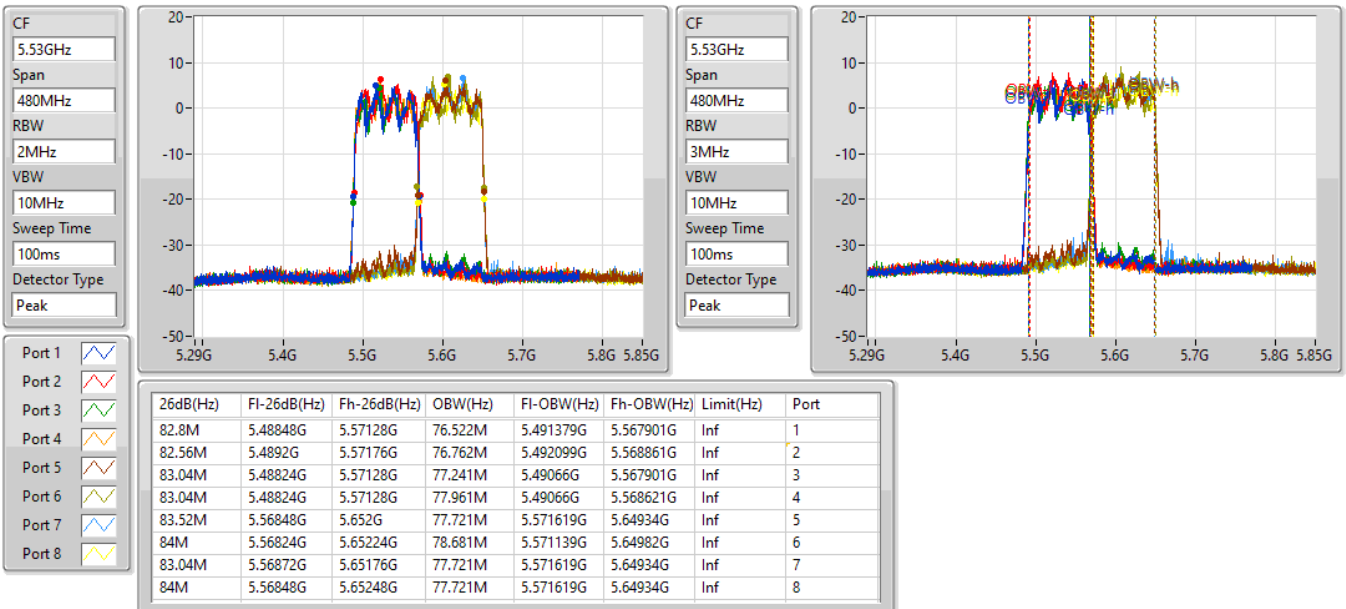 CF
5.53GHz
Span
480MHz
RBW
2MHz
VBW
10MHz
Sweep Time
100ms
Detector Type
Peak
20
10
0
-10
-20
-30
-40
-50
5.29G 5.4G 5.5G 5.6G 5.7G 5.8G 5.85G
CF
5.53GHz
Span
480MHz
RBW
3MHz
VBW
10MHz
Sweep Time
100ms
Detector Type
Peak
20
10
0
-10
-20
-30
-40
-50
5.29G 5.4G 5.5G 5.6G 5.7G 5.8G 5.85G
Port 1
Port 2
Port 3
Port 4
Port 5
Port 6
Port 7
Port 8
26dB(Hz) Fl-26dB(Hz) Fh-26dB(Hz) OBW(Hz) Fl-OBW(Hz) Fh-OBW(Hz) Limit(Hz) Port
82.8M 5.48848G 5.57128G 76.522M 5.491379G 5.567901G Inf 1
82.56M 5.4892G 5.57176G 76.762M 5.492099G 5.568861G Inf 2
83.04M 5.48824G 5.57128G 77.241M 5.49066G 5.567901G Inf 3
83.04M 5.48824G 5.57128G 77.961M 5.49066G 5.568621G Inf 4
83.52M 5.56848G 5.652G 77.721M 5.571619G 5.64934G Inf 5
84M 5.56824G 5.65224G 78.681M 5.571139G 5.64982G Inf 6
83.04M 5.56872G 5.65176G 77.721M 5.571619G 5.64934G Inf 7
84M 5.56848G 5.65248G 77.721M 5.571619G 5.64934G Inf 8